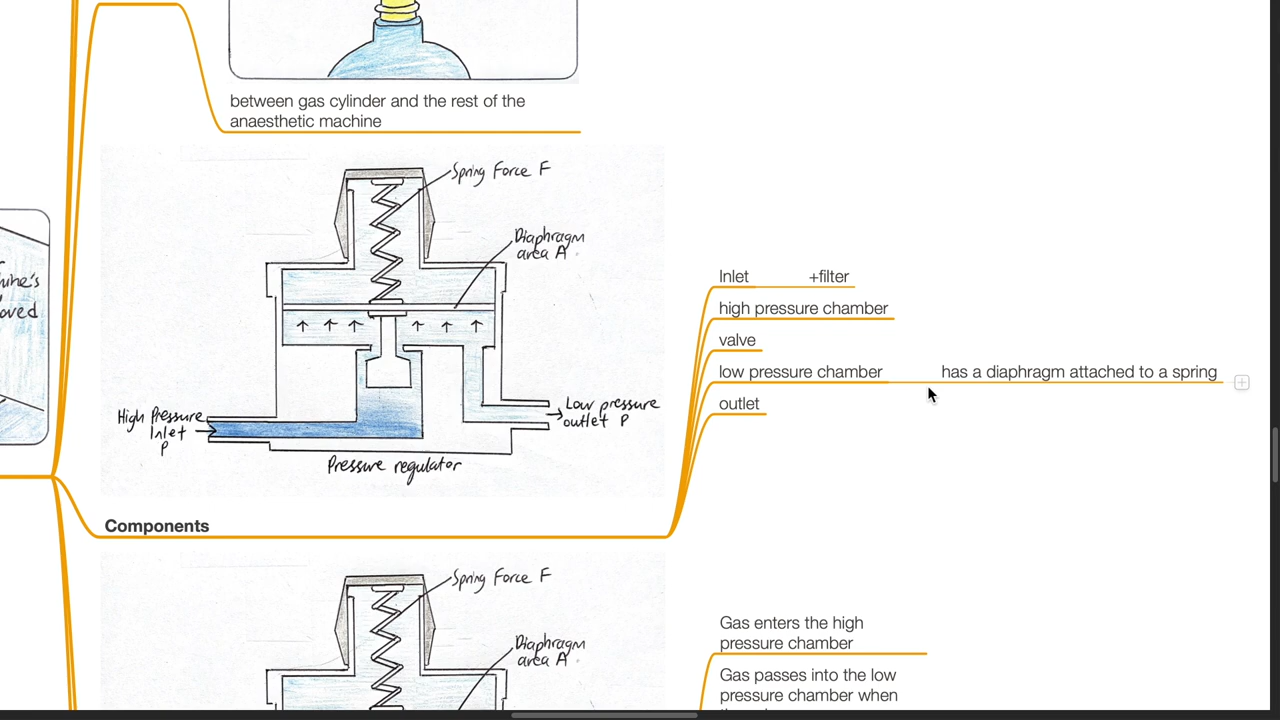 between gas cylinder and the rest of the
anaesthetic machine
Spring Force F
Diaphragm
area A
High Pressure
Inlet
P
Low pressure
outlet P
Pressure regulator
Inlet +filter
high pressure chamber
valve
low pressure chamber has a diaphragm attached to a spring
outlet
Components
Spring Force F
Diaphragm
area A
Gas enters the high
pressure chamber
Gas passes into the low
pressure chamber when